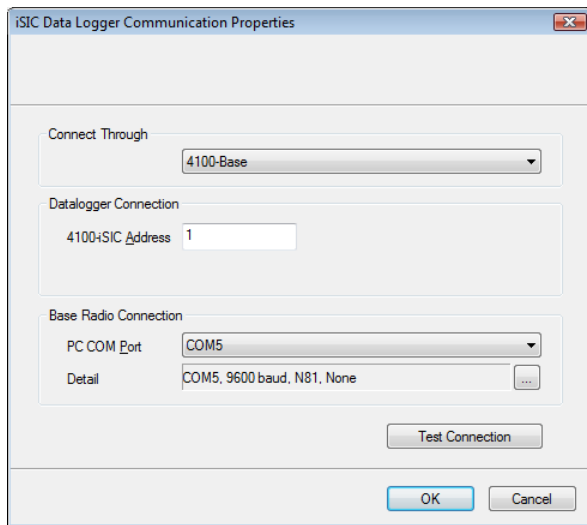 iSIC Data Logger Communication Properties
Connect Through
4100-Base
Datalogger Connection
4100-iSIC Address 1
Base Radio Connection
PC COM Port COM5
Detail COM5, 9600 baud, N81, None ...
Test Connection
OK Cancel